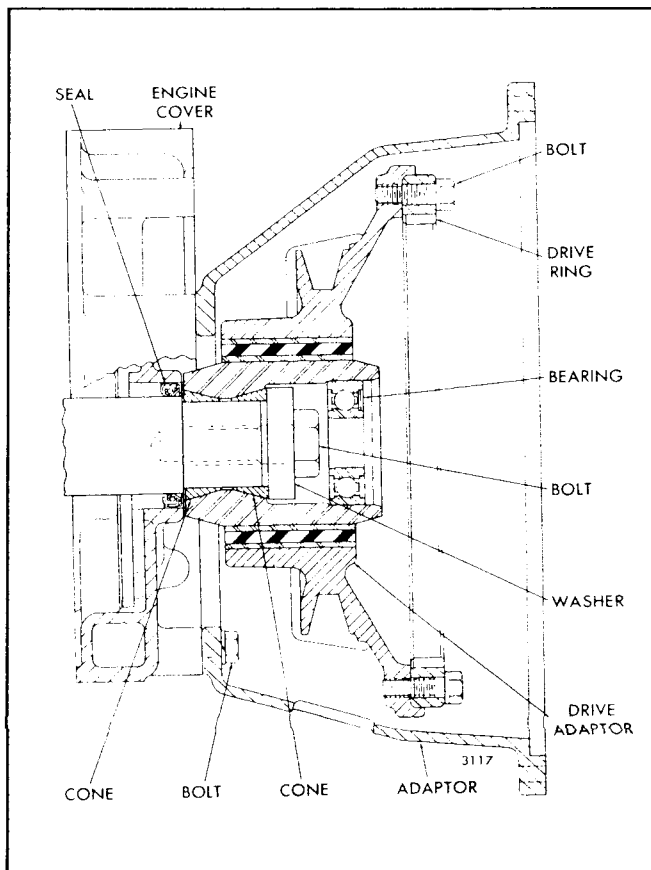 SEAL
ENGINE
COVER
BOLT
DRIVE
RING
BEARING
BOLT
WASHER
DRIVE
ADAPTOR
3117
CONE
BOLT
CONE
ADAPTOR